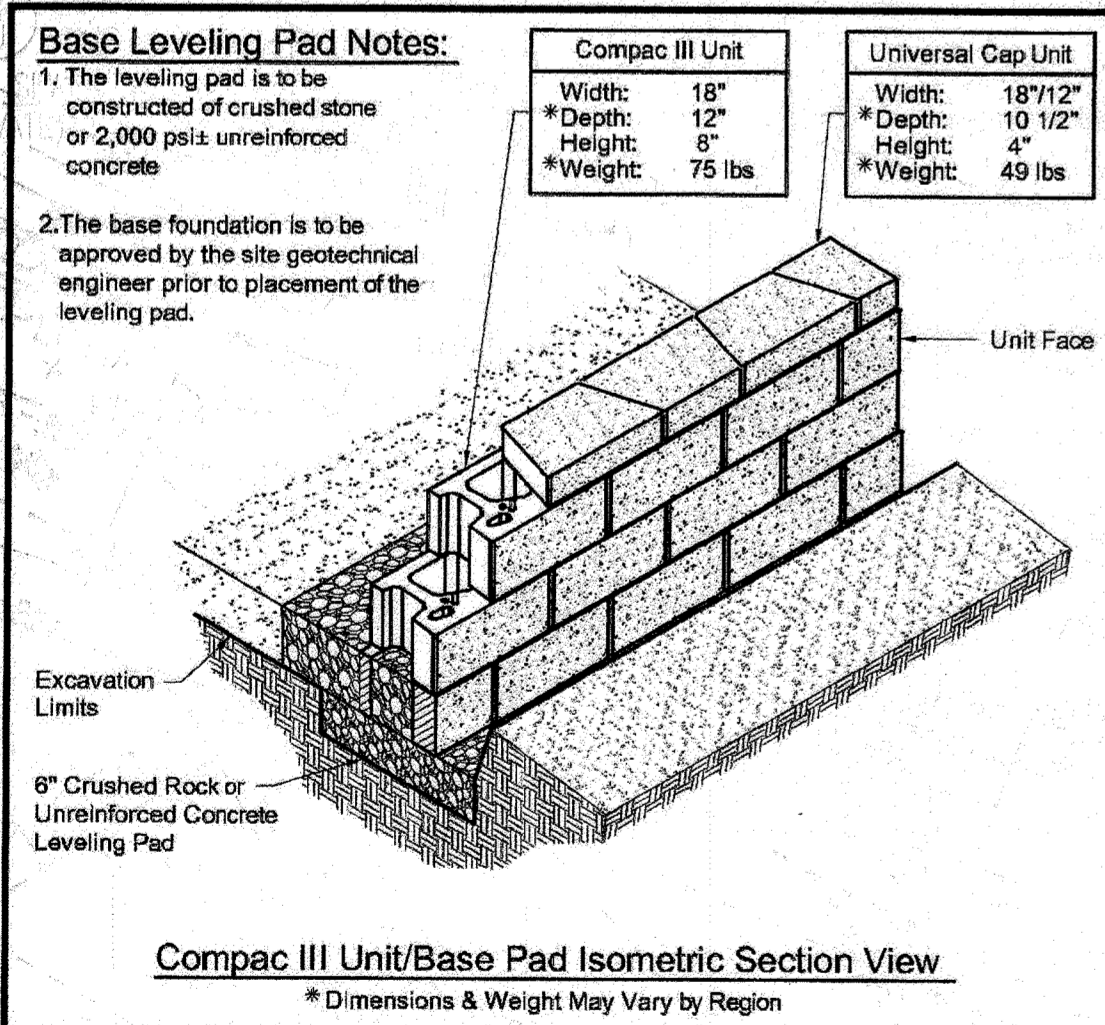 Base Leveling Pad Notes:
1. The leveling pad is to be
constructed of crushed stone
or 2,000 psi± unreinforced
concrete
2.The base foundation is to be
approved by the site geotechnical
engineer prior to placement of the
leveling pad.
Compac III Unit
Width: 18"
*Depth: 12"
Height: 8"
*Weight: 75 lbs
Universal Cap Unit
Width: 18"/12"
*Depth: 10 1/2"
Height: 4"
*Weight: 49 lbs
Unit Face
Excavation
Limits
6" Crushed Rock or
Unreinforced Concrete
Leveling Pad
Compac III Unit/Base Pad Isometric Section View
* Dimensions & Weight May Vary by Region